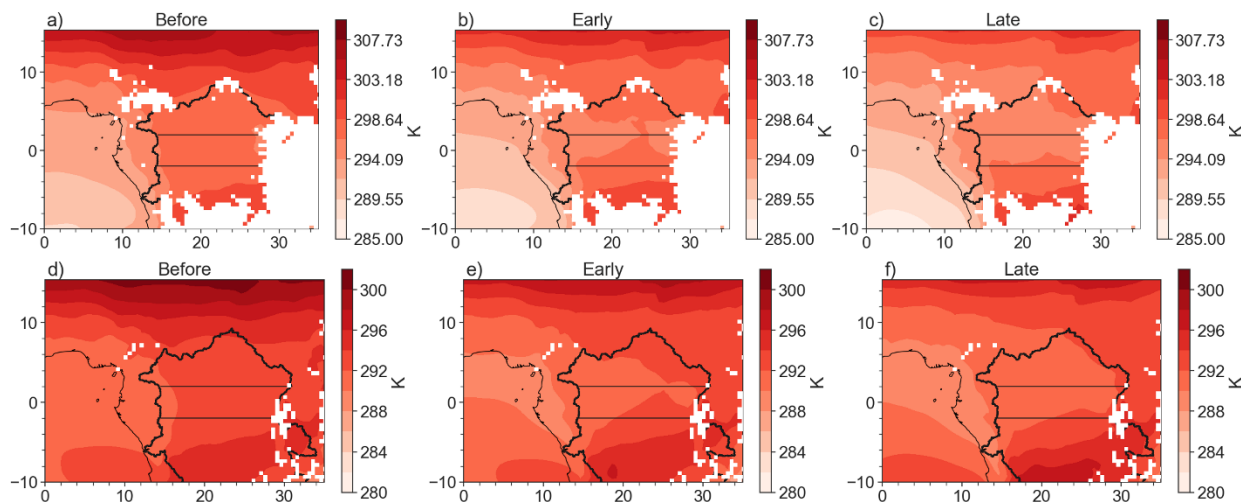 a) Before b) Early c) Late
307.73 307.73 307.73
10 303.18 10 303.18 10 303.18
298.64 298.64 298.64
K K K
0 294.09 0 294.09 0 294.09
289.55 289.55 289.55
−10 285.00 −10 285.00 −10 285.00
0 10 20 30 0 10 20 30 0 10 20 30
d) Before e) Early f) Late
300 300 300
10 296 10 296 10 296
292 292 292
K K K
0 288 0 288 0 288
284 284 284
−10 280 −10 280 −10 280
0 10 20 30 0 10 20 30 0 10 20 30